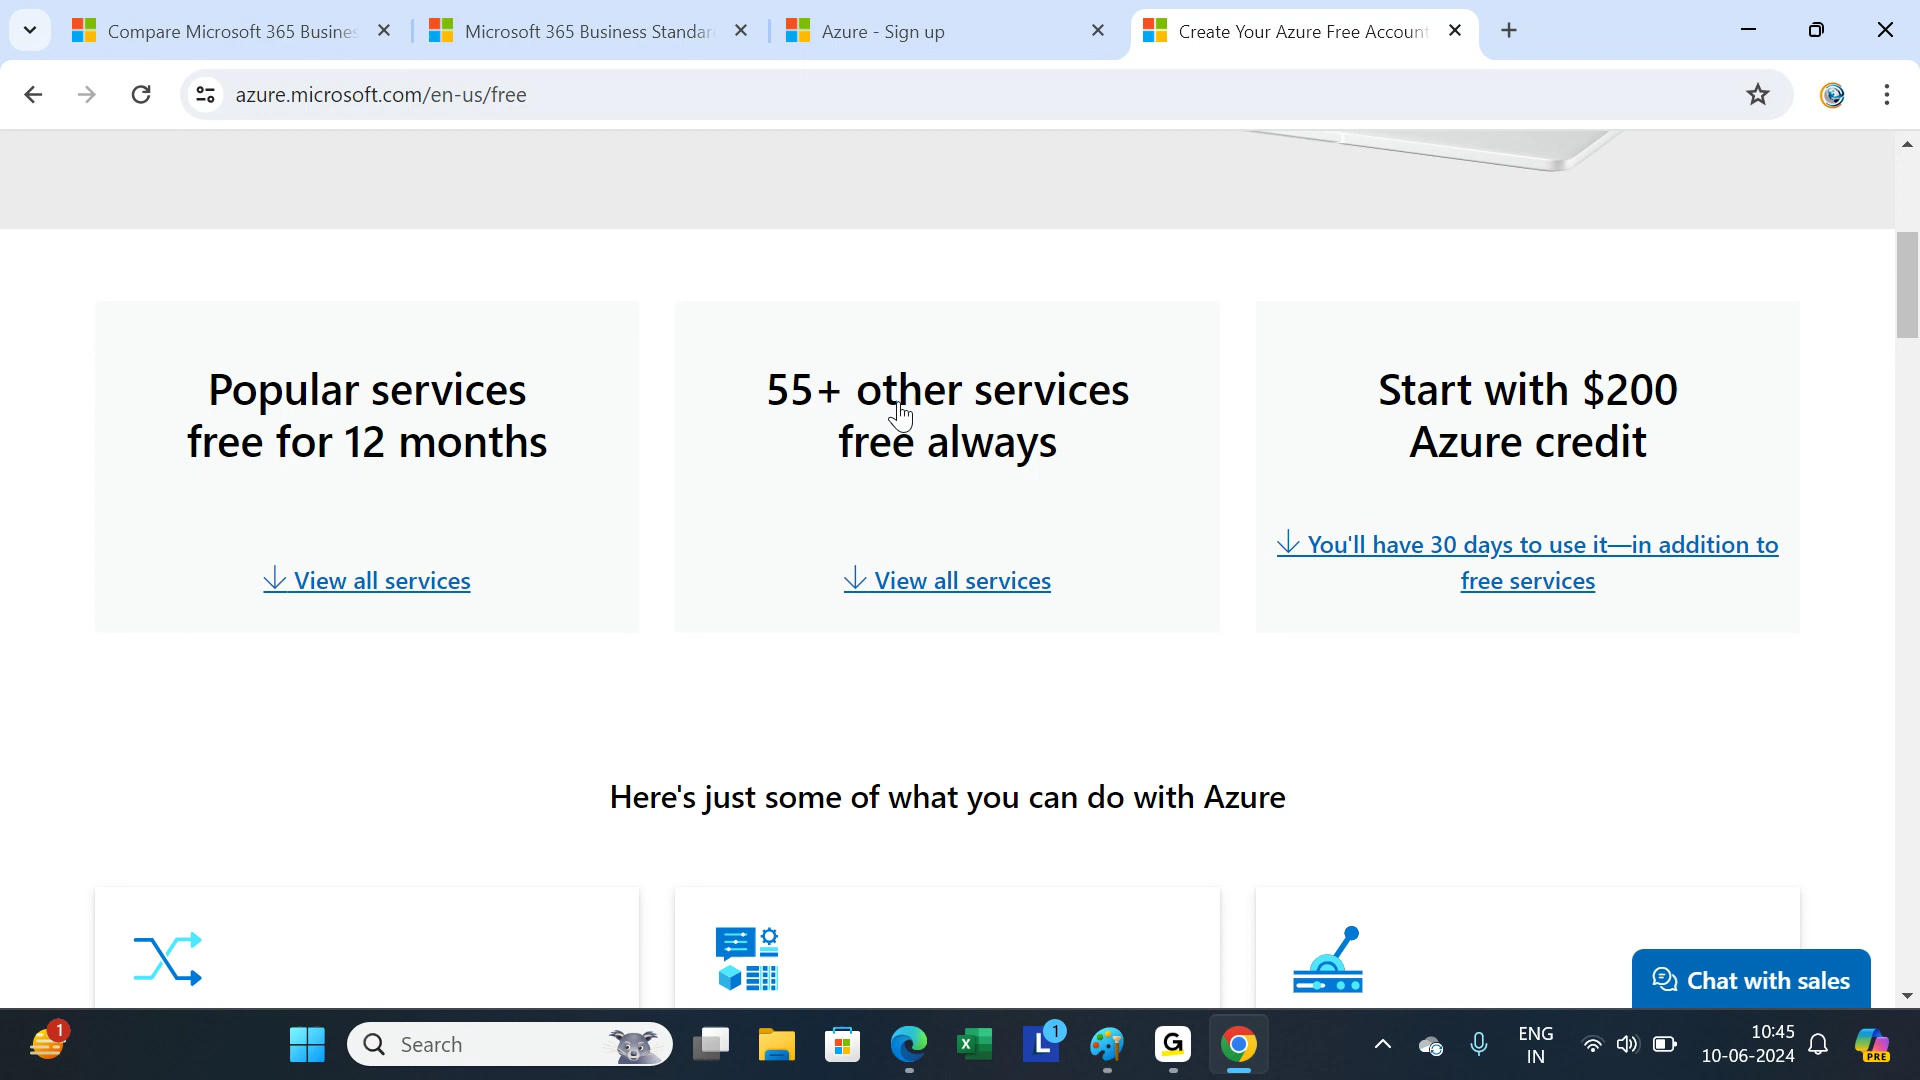 Compare Microsoft 365 Busines
Microsoft 365 Business Standar
Azure - Sign up
Create Your Azure Free Account
azure.microsoft.com/en-us/free
Popular services
free for 12 months
View all services
55+ other services
free always
View all services
Start with $200
Azure credit
You'll have 30 days to use it—in addition to
free services
Here's just some of what you can do with Azure
Chat with sales
1
Search
X
L
1
G
ENG
IN
10:45
10-06-2024
PRE